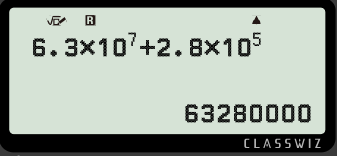 √□/ R ▲
6.3×10⁷+2.8×10⁵
63280000
CLASSWIZ